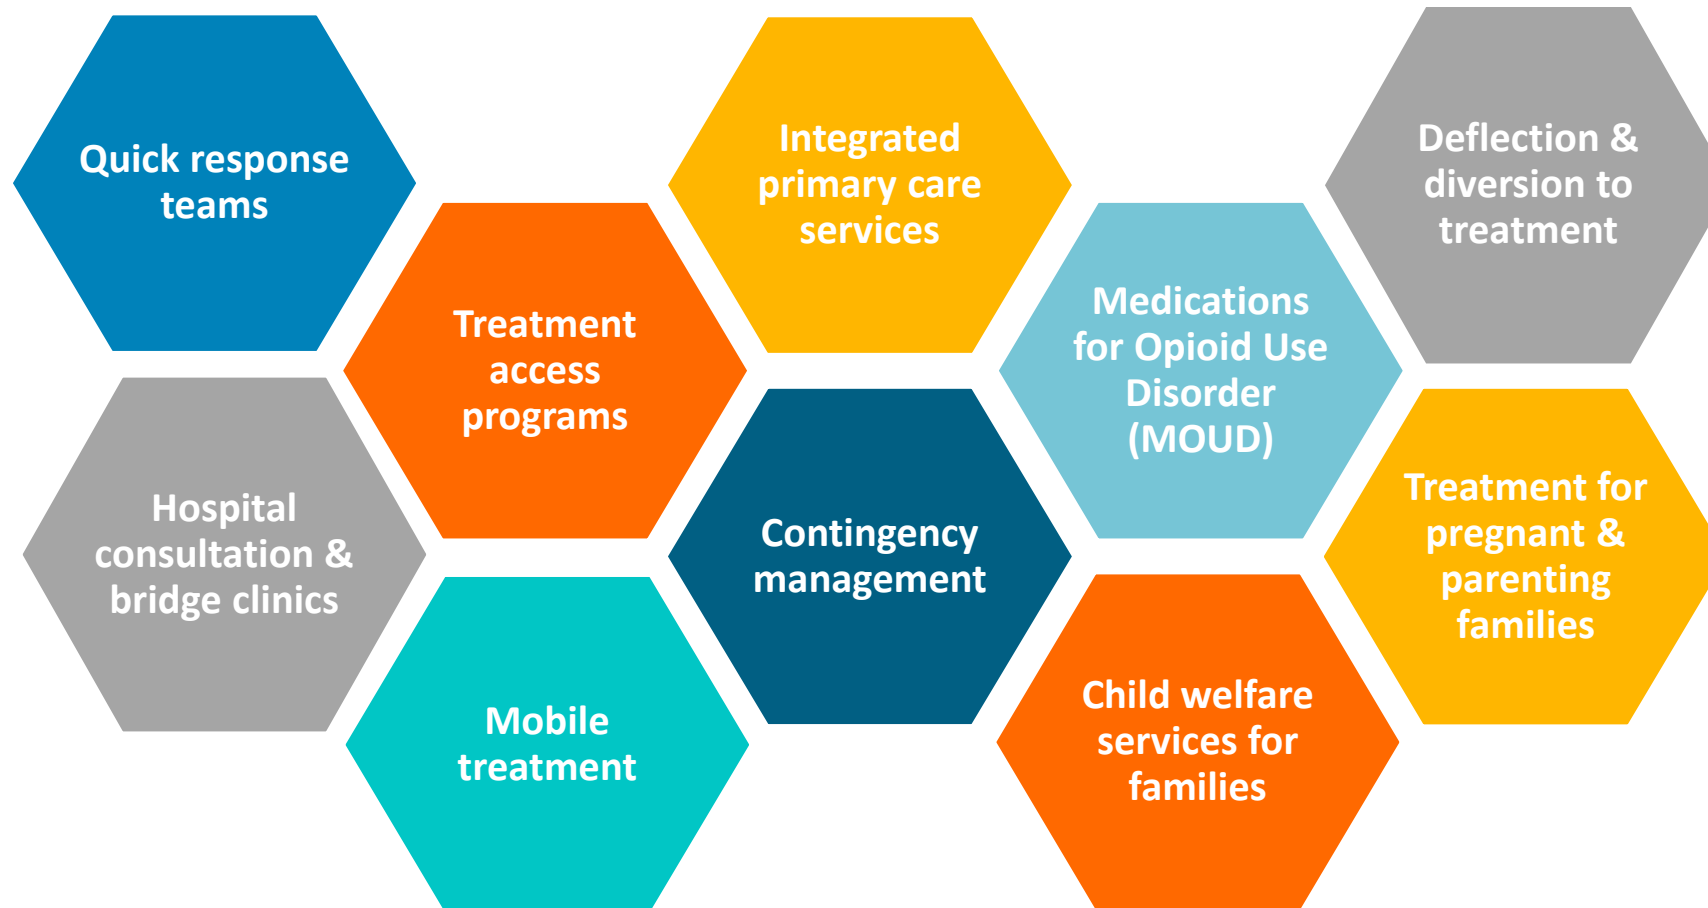 Quick response
teams
Hospital
consultation &
bridge clinics
Treatment
access
programs
Mobile
treatment
Integrated
primary care
services
Contingency
management
Medications
for Opioid Use
Disorder
(MOUD)
Child welfare
services for
families
Deflection &
diversion to
treatment
Treatment for
pregnant &
parenting
families